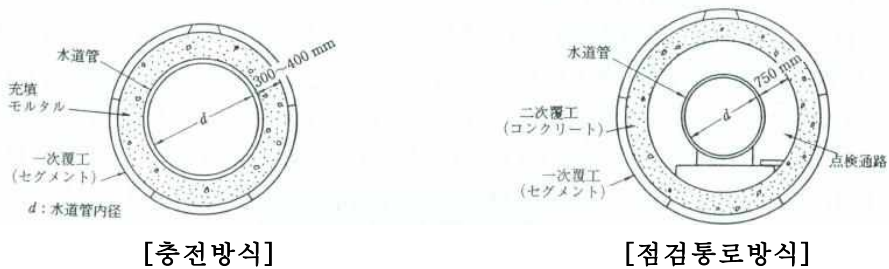 水道管
充填
モルタル
一次覆工
(セグメント)
d：水道管内径
300~400 mm
d
[충전방식]
水道管
二次覆工
(コンクリート)
一次覆工
(セグメント)
750 mm
d
点検通路
[점검통로방식]